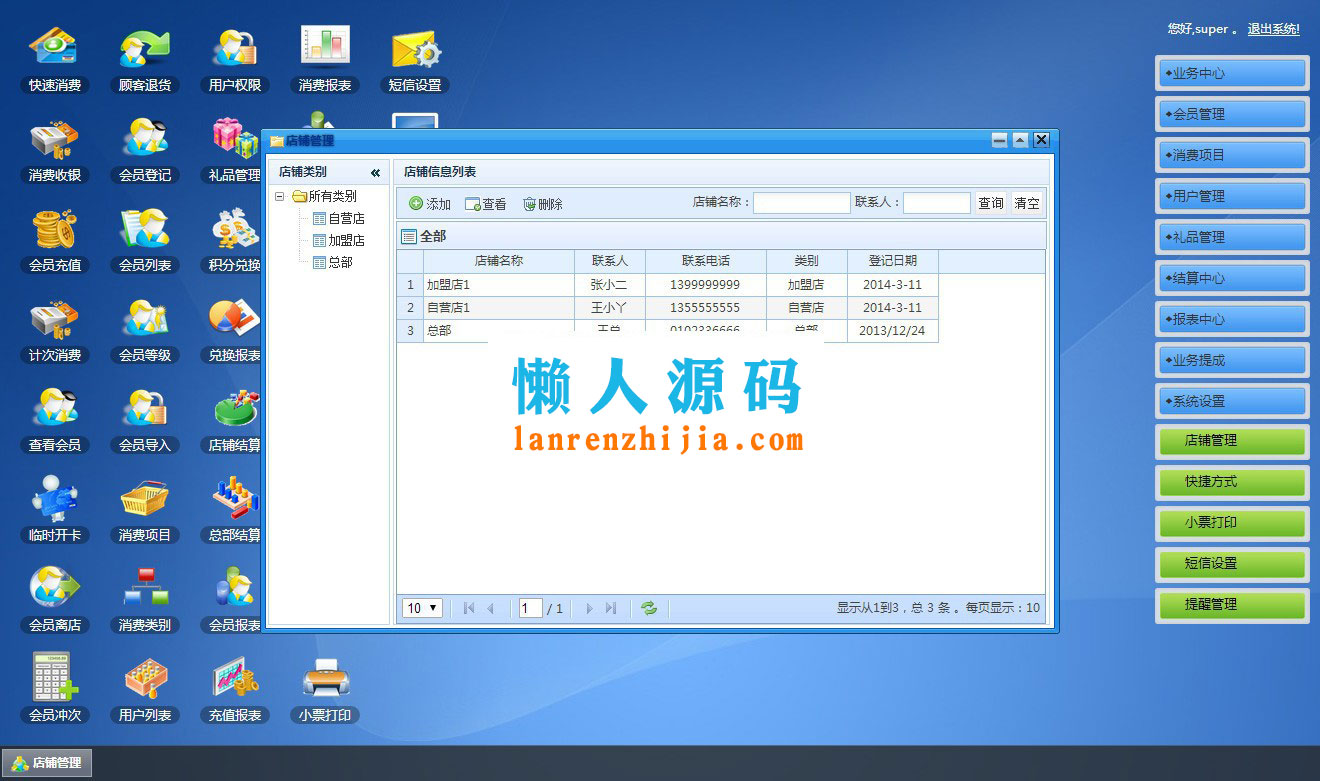 您好,super 。 退出系统!
快速消费 顾客退货 用户权限 消费报表 短信设置
消费收银 会员登记 礼品管理
会员充值 会员列表 积分兑换
计次消费 会员等级 兑换报表
查看会员 会员导入 店铺结算
临时开卡 消费项目 总部结算
会员离店 消费类别 会员报表
会员冲次 用户列表 充值报表 小票打印
店铺管理
店铺类别 «
所有类别
自营店
加盟店
总部
店铺信息列表
添加 查看 删除 店铺名称： 联系人： 查询 清空
全部
店铺名称 联系人 联系电话 类别 登记日期
1 加盟店1 张小二 1399999999 加盟店 2014-3-11
2 自营店1 王小丫 1355555555 自营店 2014-3-11
3 总部 王总 0102336666 总部 2013/12/24
懒人源码
lanrenzhijia.com
10 1 / 1 显示从1到3，总 3 条 。每页显示：10
业务中心
会员管理
消费项目
用户管理
礼品管理
结算中心
报表中心
业务提成
系统设置
店铺管理
快捷方式
小票打印
短信设置
提醒管理
店铺管理